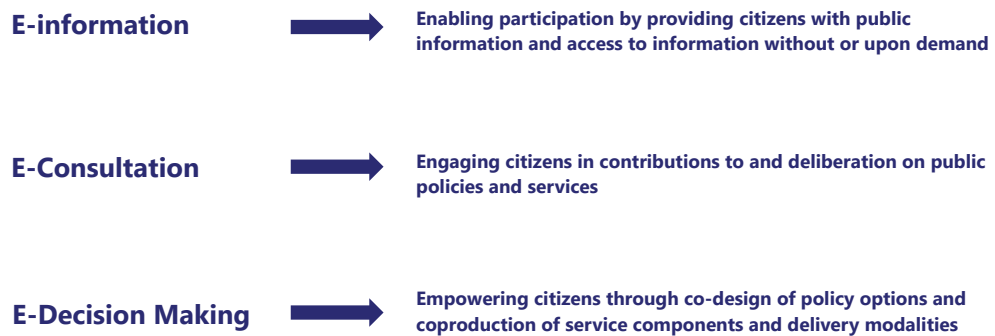 E-information
Enabling participation by providing citizens with public
information and access to information without or upon demand
E-Consultation
Engaging citizens in contributions to and deliberation on public
policies and services
E-Decision Making
Empowering citizens through co-design of policy options and
coproduction of service components and delivery modalities